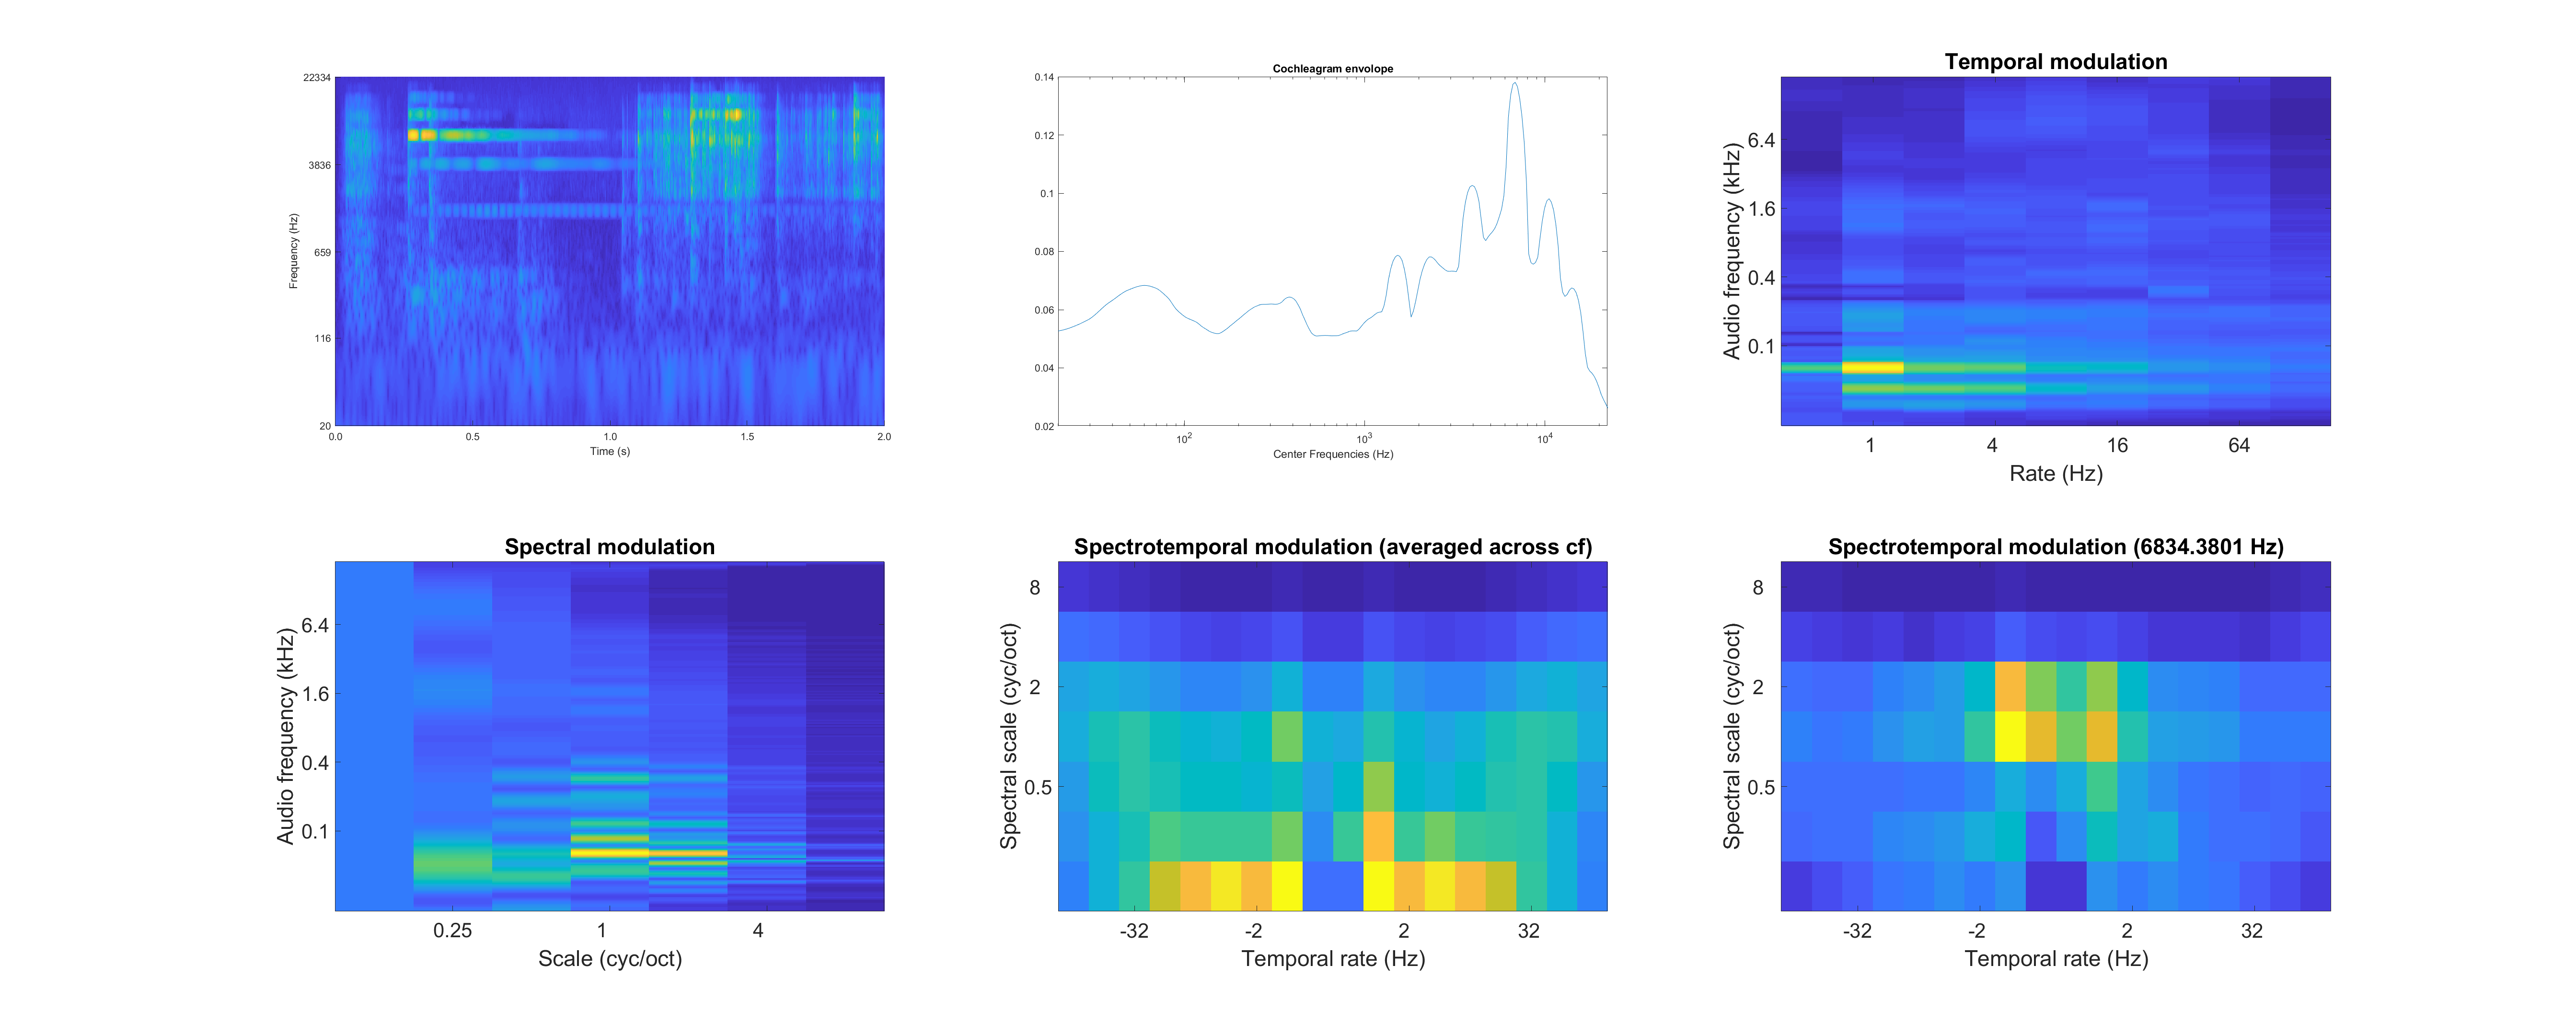 22334
3836
659
116
20
Frequency (Hz)
0.0 0.5 1.0 1.5 2.0
Time (s)
Cochleagram envolope
0.14
0.12
0.1
0.08
0.06
0.04
0.02
10^2 10^3 10^4
Center Frequencies (Hz)
Temporal modulation
6.4
1.6
0.4
0.1
Audio frequency (kHz)
1 4 16 64
Rate (Hz)
Spectral modulation
6.4
1.6
0.4
0.1
Audio frequency (kHz)
0.25 1 4
Scale (cyc/oct)
Spectrotemporal modulation (averaged across cf)
8
2
0.5
Spectral scale (cyc/oct)
-32 -2 2 32
Temporal rate (Hz)
Spectrotemporal modulation (6834.3801 Hz)
8
2
0.5
Spectral scale (cyc/oct)
-32 -2 2 32
Temporal rate (Hz)